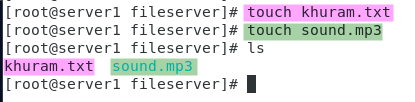 [root@server1 fileserver]# touch khuram.txt
[root@server1 fileserver]# touch sound.mp3
[root@server1 fileserver]# ls
khuram.txt  sound.mp3
[root@server1 fileserver]#